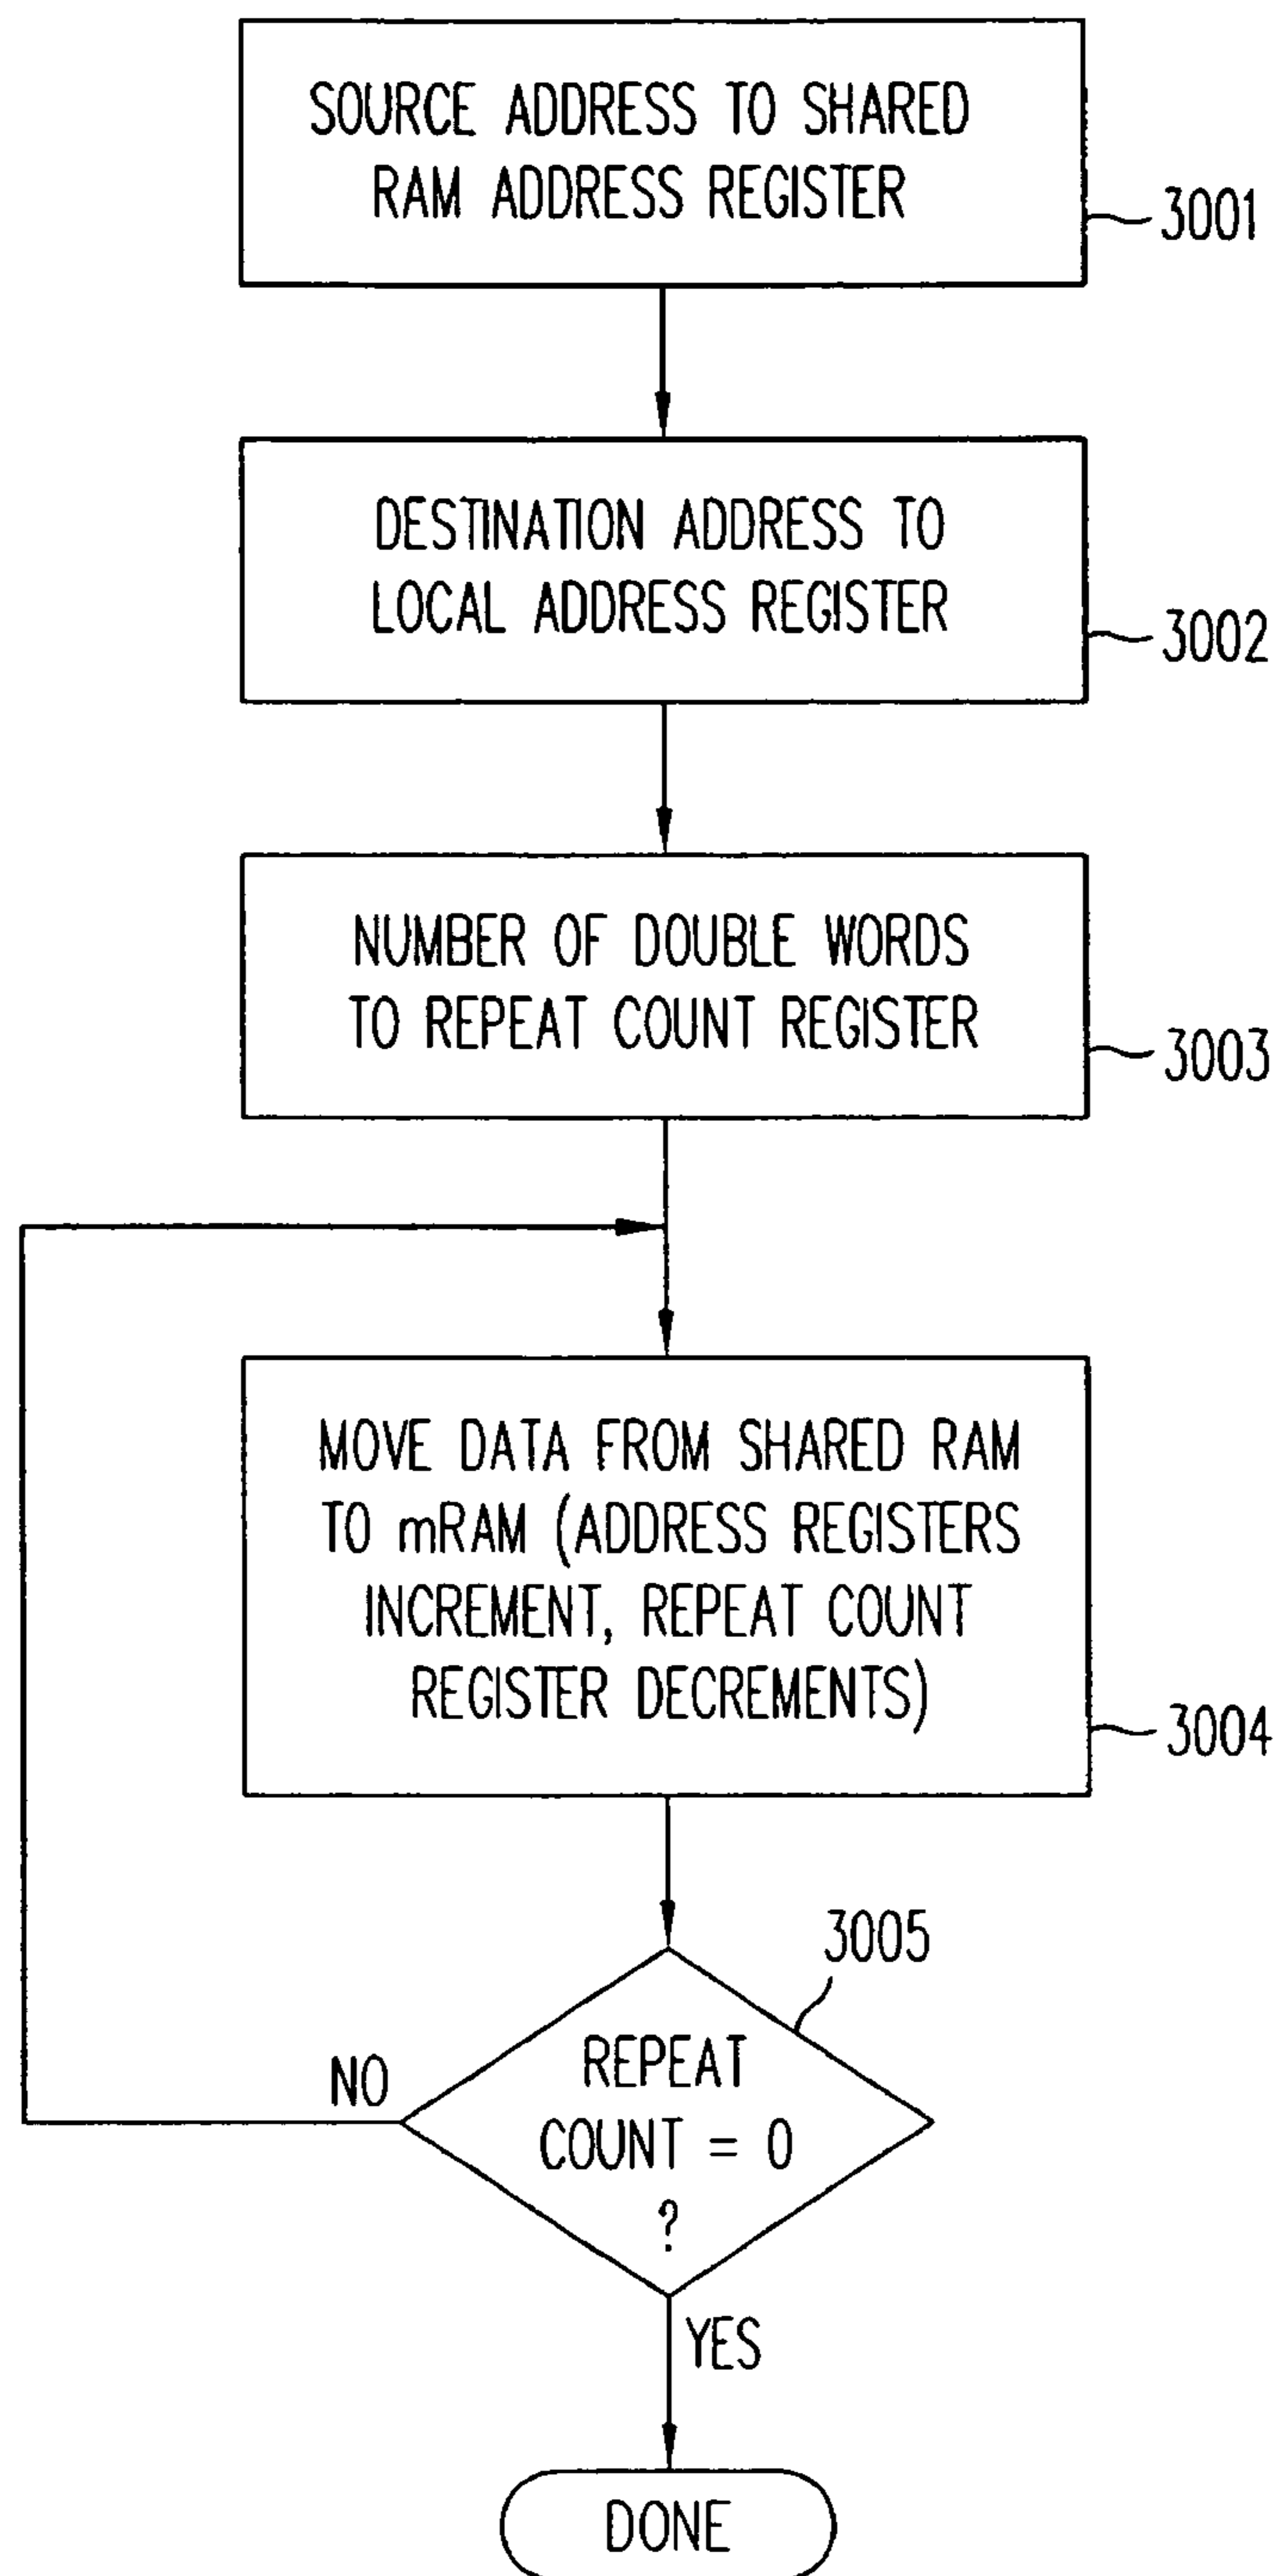 SOURCE ADDRESS TO SHARED
RAM ADDRESS REGISTER
3001
DESTINATION ADDRESS TO
LOCAL ADDRESS REGISTER
3002
NUMBER OF DOUBLE WORDS
TO REPEAT COUNT REGISTER
3003
MOVE DATA FROM SHARED RAM
TO mRAM (ADDRESS REGISTERS
INCREMENT, REPEAT COUNT
REGISTER DECREMENTS)
3004
3005
REPEAT
COUNT = 0
?
NO
YES
DONE